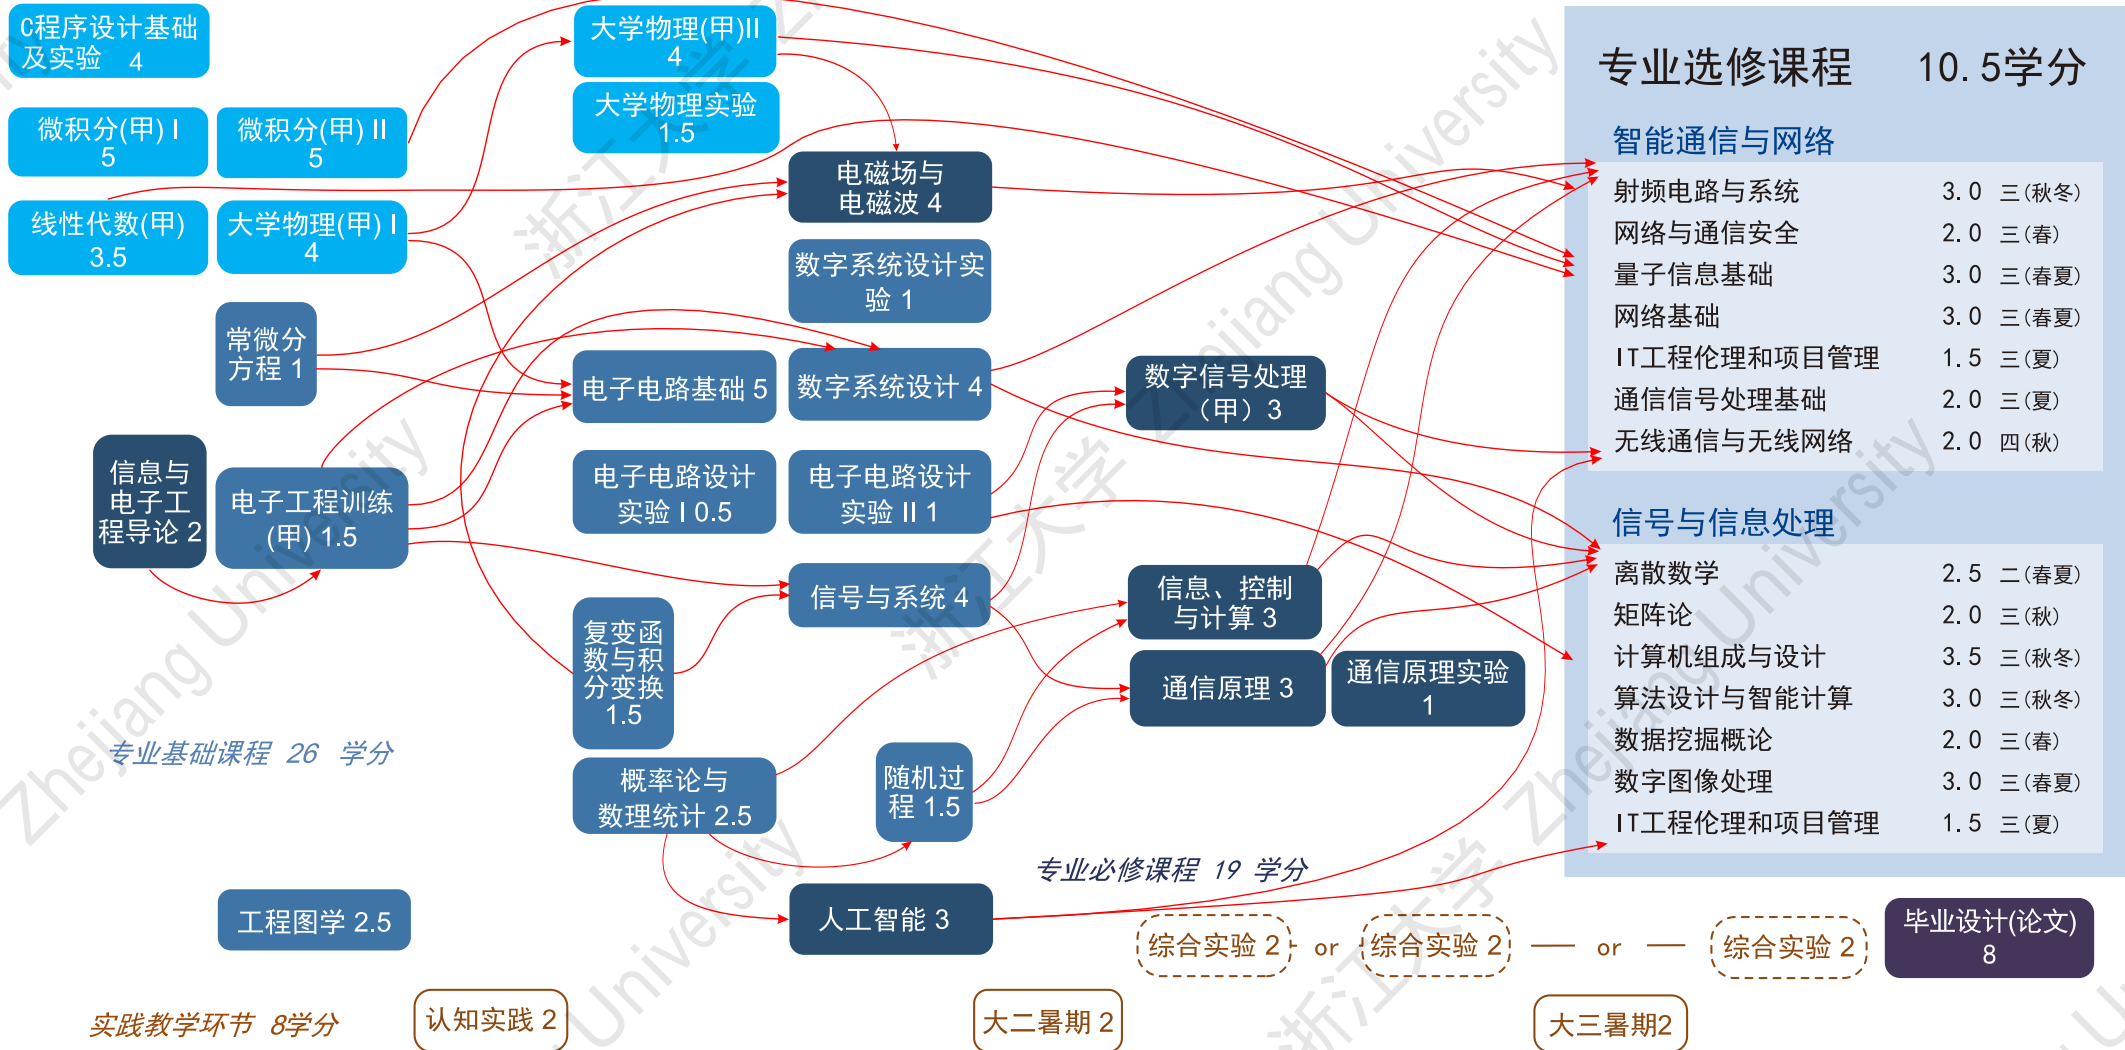 C程序设计基础
及实验 4
大学物理(甲)II
4
大学物理实验
1.5
微积分(甲) I
5
微积分(甲) II
5
线性代数(甲)
3.5
大学物理(甲) I
4
电磁场与
电磁波 4
数字系统设计实
验 1
常微分
方程 1
电子电路基础 5
数字系统设计 4
数字信号处理
（甲）3
信息与
电子工
程导论 2
电子工程训练
(甲) 1.5
电子电路设计
实验 I 0.5
电子电路设计
实验 II 1
信号与系统 4
信息、控制
与计算 3
复变函
数与积
分变换
1.5
通信原理 3
通信原理实验
1
专业基础课程 26 学分
概率论与
数理统计 2.5
随机过
程 1.5
专业必修课程 19 学分
工程图学 2.5
人工智能 3
综合实验 2 or 综合实验 2 or 综合实验 2
毕业设计(论文)
8
实践教学环节 8学分
认知实践 2
大二暑期 2
大三暑期2
专业选修课程 10.5学分
智能通信与网络
射频电路与系统 3.0 三(秋冬)
网络与通信安全 2.0 三(春)
量子信息基础 3.0 三(春夏)
网络基础 3.0 三(春夏)
IT工程伦理和项目管理 1.5 三(夏)
通信信号处理基础 2.0 三(夏)
无线通信与无线网络 2.0 四(秋)
信号与信息处理
离散数学 2.5 二(春夏)
矩阵论 2.0 三(秋)
计算机组成与设计 3.5 三(秋冬)
算法设计与智能计算 3.0 三(秋冬)
数据挖掘概论 2.0 三(春)
数字图像处理 3.0 三(春夏)
IT工程伦理和项目管理 1.5 三(夏)
浙江大学 Zhejiang University
浙江大学 Zhejiang University
浙江大学 Zhejiang University
Zhejiang University